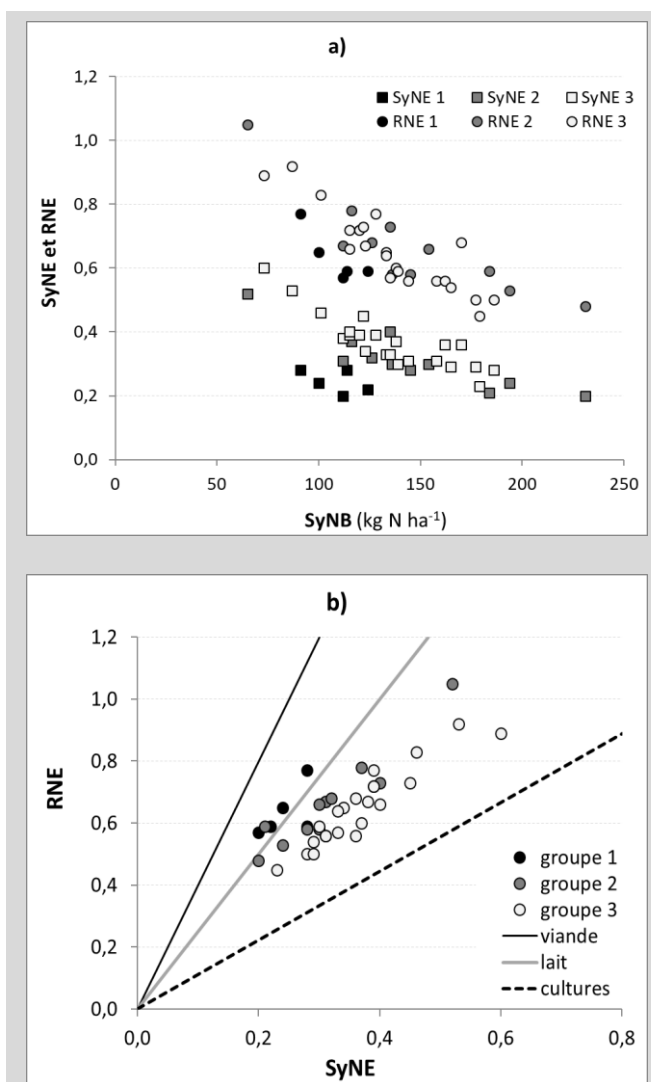 a)
1,2
1,0
0,8
0,6
0,4
0,2
0,0
SyNE et RNE
SyNE 1 SyNE 2 SyNE 3
RNE 1 RNE 2 RNE 3
0 50 100 150 200 250
SyNB (kg N ha⁻¹)
b)
1,2
1,0
0,8
0,6
0,4
0,2
0,0
RNE
groupe 1
groupe 2
groupe 3
viande
lait
cultures
0,0 0,2 0,4 0,6 0,8
SyNE